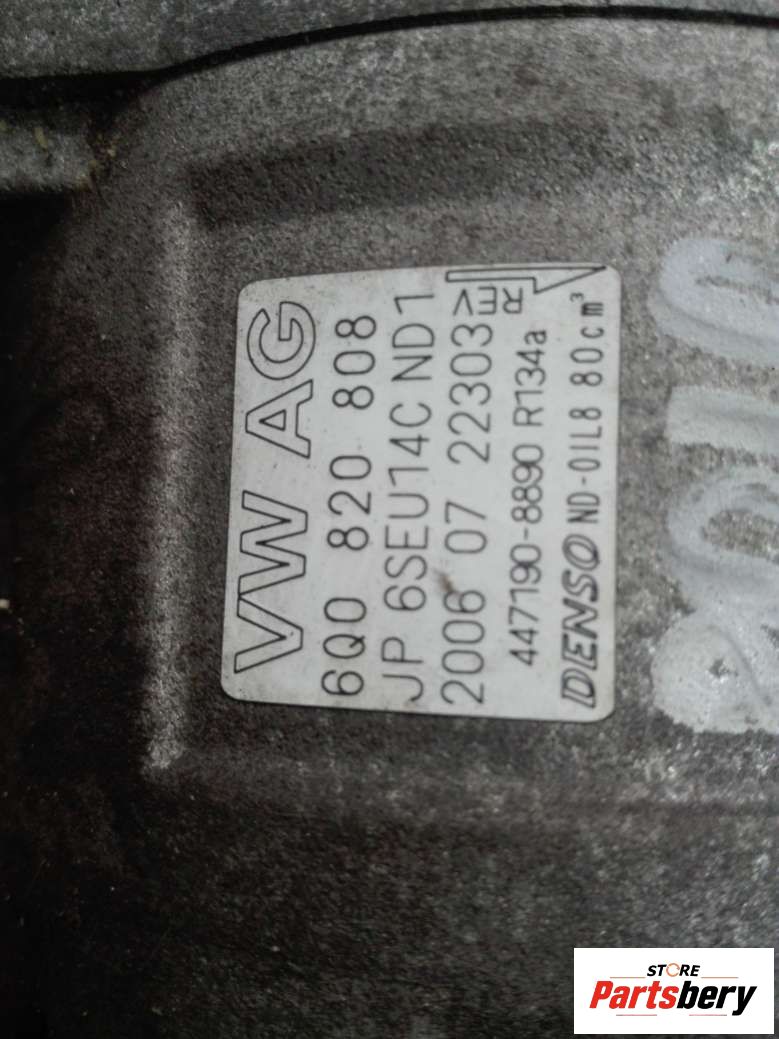 VW AG
6Q0 820 808
JP 6SEU14C ND1
2006 07 22303
REV
447190-8890 R134a
DENSO ND-OIL8 80cm³
STORE
Partsbery